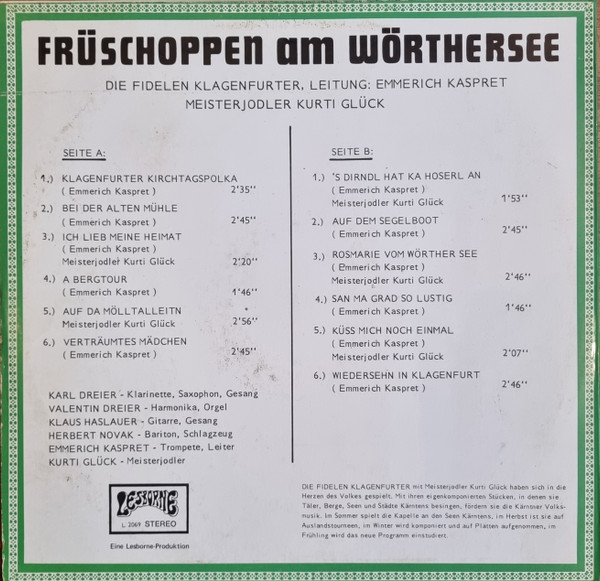 FRÜSCHOPPEN am WÖRTHERSEE
DIE FIDELEN KLAGENFURTER, LEITUNG: EMMERICH KASPRET
MEISTERJODLER KURTI GLÜCK
SEITE A:
1.) KLAGENFURTER KIRCHTAGSPOLKA
( Emmerich Kaspret ) 2'35''
2.) BEI DER ALTEN MÜHLE
( Emmerich Kaspret ) 2'45''
3.) ICH LIEB MEINE HEIMAT
( Emmerich Kaspret )
Meisterjodler Kurti Glück 2'20''
4.) A BERGTOUR
( Emmerich Kaspret ) 1'46''
5.) AUF DA MÖLLTALLEITN
Meisterjodler Kurti Glück 2'56''
6.) VERTRÄUMTES MÄDCHEN
( Emmerich Kaspret ) 2'45''
KARL DREIER - Klarinette, Saxophon, Gesang
VALENTIN DREIER - Harmonika, Orgel
KLAUS HASLAUER - Gitarre, Gesang
HERBERT NOVAK - Bariton, Schlagzeug
EMMERICH KASPRET - Trompete, Leiter
KURTI GLÜCK - Meisterjodler
LESBORNE
L 2069 STEREO
Eine Lesborne-Produktion
SEITE B:
1.) 'S DIRNDL HAT KA HOSERL AN
( Emmerich Kaspret )
Meisterjodler Kurti Glück 1'53''
2.) AUF DEM SEGELBOOT
( Emmerich Kaspret ) 2'45''
3.) ROSMARIE VOM WÖRTHER SEE
( Emmerich Kaspret )
Meisterjodler Kurti Glück 2'46''
4.) SAN MA GRAD SO LUSTIG
( Emmerich Kaspret ) 1'46''
5.) KÜSS MICH NOCH EINMAL
( Emmerich Kaspret )
Meisterjodler Kurti Glück 2'07''
6.) WIEDERSEHN IN KLAGENFURT
( Emmerich Kaspret ) 2'46''
DIE FIDELEN KLAGENFURTER mit Meisterjodler Kurti Glück haben sich in die
Herzen des Volkes gespielt. Mit ihren eigenkomponierten Stücken, in denen sie
Täler, Berge, Seen und Städte Kärntens besingen, fördern sie die Kärntner Volks-
musik. Im Sommer spielt die Kapelle an den Seen Kärntens, im Herbst ist sie auf
Auslandstourneen, im Winter wird komponiert und auf Platten aufgenommen, im
Frühling wird das neue Programm einstudiert.